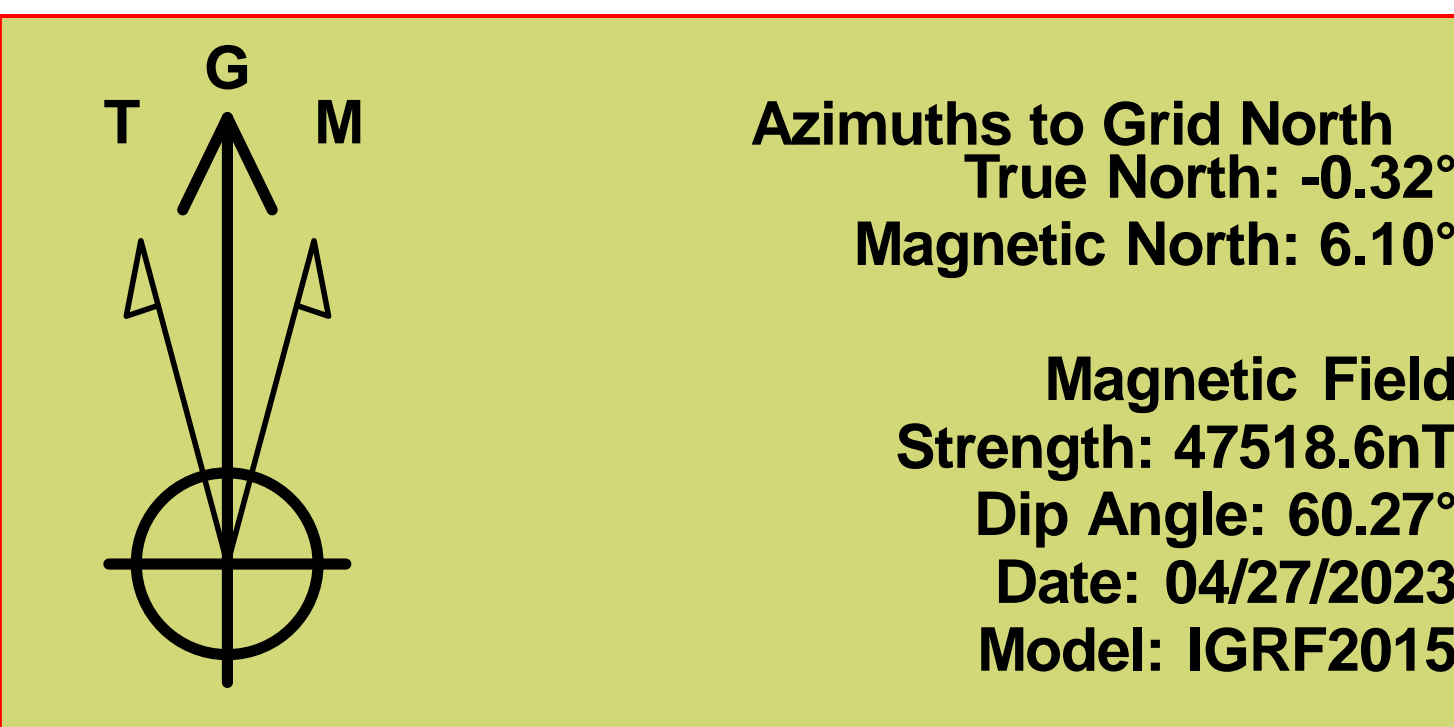 G
T M
Azimuths to Grid North
True North: -0.32°
Magnetic North: 6.10°
Magnetic Field
Strength: 47518.6nT
Dip Angle: 60.27°
Date: 04/27/2023
Model: IGRF2015